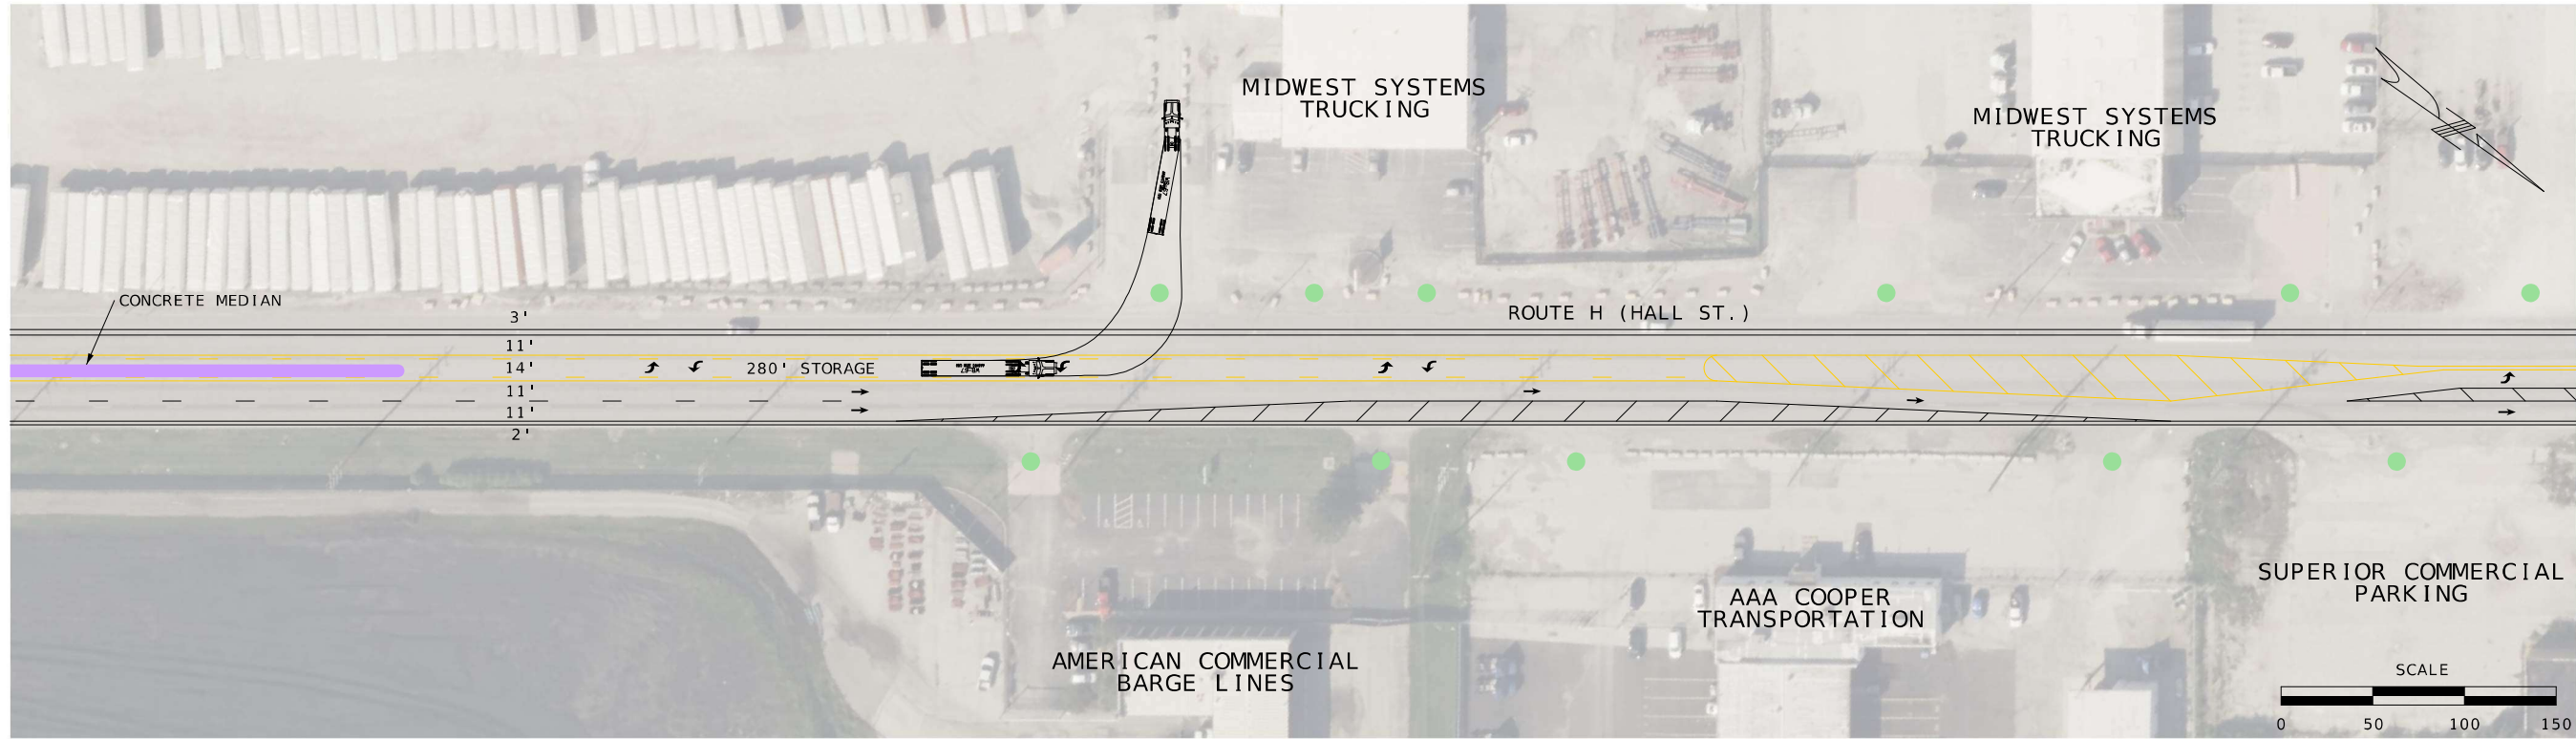 MIDWEST SYSTEMS
TRUCKING
MIDWEST SYSTEMS
TRUCKING
CONCRETE MEDIAN
3'
ROUTE H (HALL ST.)
11'
14'
280' STORAGE
11'
11'
2'
SUPERIOR COMMERCIAL
PARKING
AAA COOPER
TRANSPORTATION
AMERICAN COMMERCIAL
BARGE LINES
SCALE
0 50 100 150